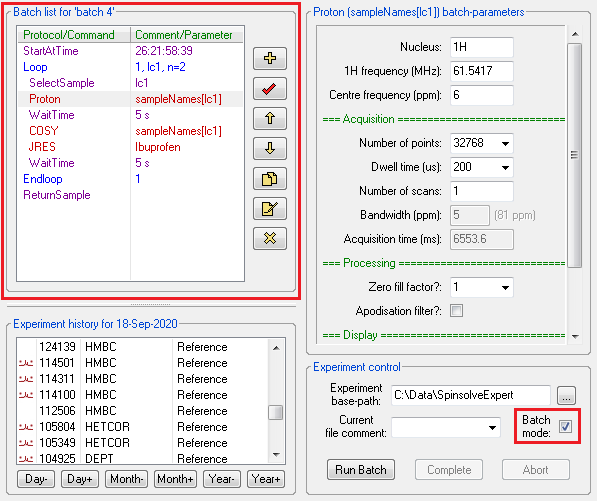 Batch list for 'batch 4'
Protocol/Command Comment/Parameter
StartAtTime 26:21:58:39
Loop 1, lc1, n=2
SelectSample lc1
Proton sampleNames[lc1]
WaitTime 5 s
COSY sampleNames[lc1]
JRES Ibuprofen
WaitTime 5 s
Endloop 1
ReturnSample
Experiment history for 18-Sep-2020
124139 HMBC Reference
114501 HMBC Reference
114311 HMBC Reference
114100 HMBC Reference
112506 HMBC Reference
105804 HETCOR Reference
105349 HETCOR Reference
104925 DEPT Reference
Day- Day+ Month- Month+ Year- Year+
Proton (sampleNames[lc1]) batch-parameters
Nucleus: 1H
1H frequency (MHz): 61.5417
Centre frequency (ppm): 6
=== Acquisition ==========================
Number of points: 32768
Dwell time (us): 200
Number of scans: 1
Bandwidth (ppm): 5 (81 ppm)
Acquisition time (ms): 6553.6
=== Processing ==========================
Zero fill factor?: 1
Apodisation filter?:
=== Display ============================
Experiment control
Experiment
base-path: C:\Data\SpinsolveExpert ...
Current
file comment:
Batch
mode:
Run Batch Complete Abort